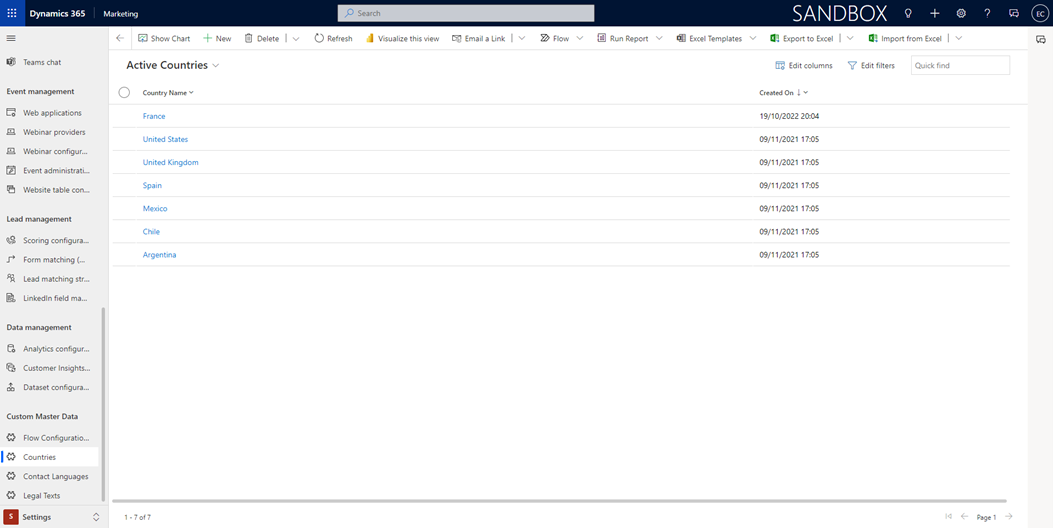 Dynamics 365 Marketing Search SANDBOX EC
Show Chart New Delete Refresh Visualize this view Email a Link Flow Run Report Excel Templates Export to Excel Import from Excel
Teams chat
Event management
Web applications
Webinar providers
Webinar configur...
Event administrati...
Website table con...
Lead management
Scoring configura...
Form matching (...
Lead matching str...
LinkedIn field ma...
Data management
Analytics configur...
Customer Insights...
Dataset configura...
Custom Master Data
Flow Configuratio...
Countries
Contact Languages
Legal Texts
S Settings
Active Countries
Edit columns Edit filters Quick find
Country Name Created On
France 19/10/2022 20:04
United States 09/11/2021 17:05
United Kingdom 09/11/2021 17:05
Spain 09/11/2021 17:05
Mexico 09/11/2021 17:05
Chile 09/11/2021 17:05
Argentina 09/11/2021 17:05
1 - 7 of 7 Page 1